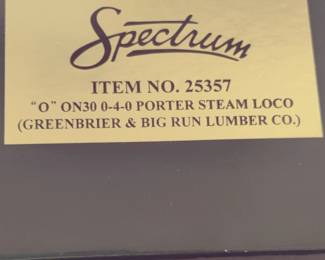 Spectrum
ITEM NO. 25357
"O" ON30 0-4-0 PORTER STEAM LOCO
(GREENBRIER & BIG RUN LUMBER CO.)